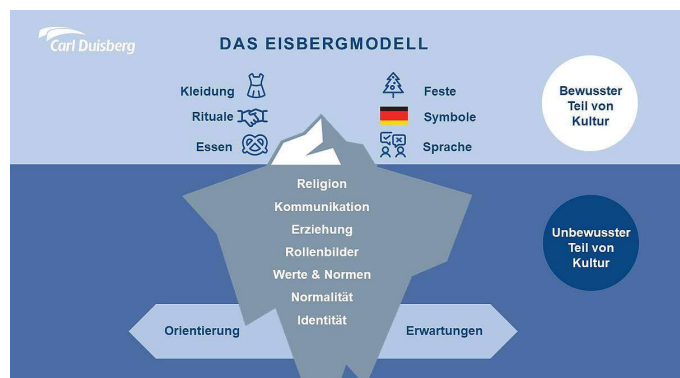 Carl Duisberg
DAS EISBERGMODELL
Kleidung
Rituale
Essen
Feste
Symbole
Sprache
Bewusster
Teil von
Kultur
Religion
Kommunikation
Erziehung
Rollenbilder
Werte & Normen
Normalität
Identität
Unbewusster
Teil von
Kultur
Orientierung
Erwartungen